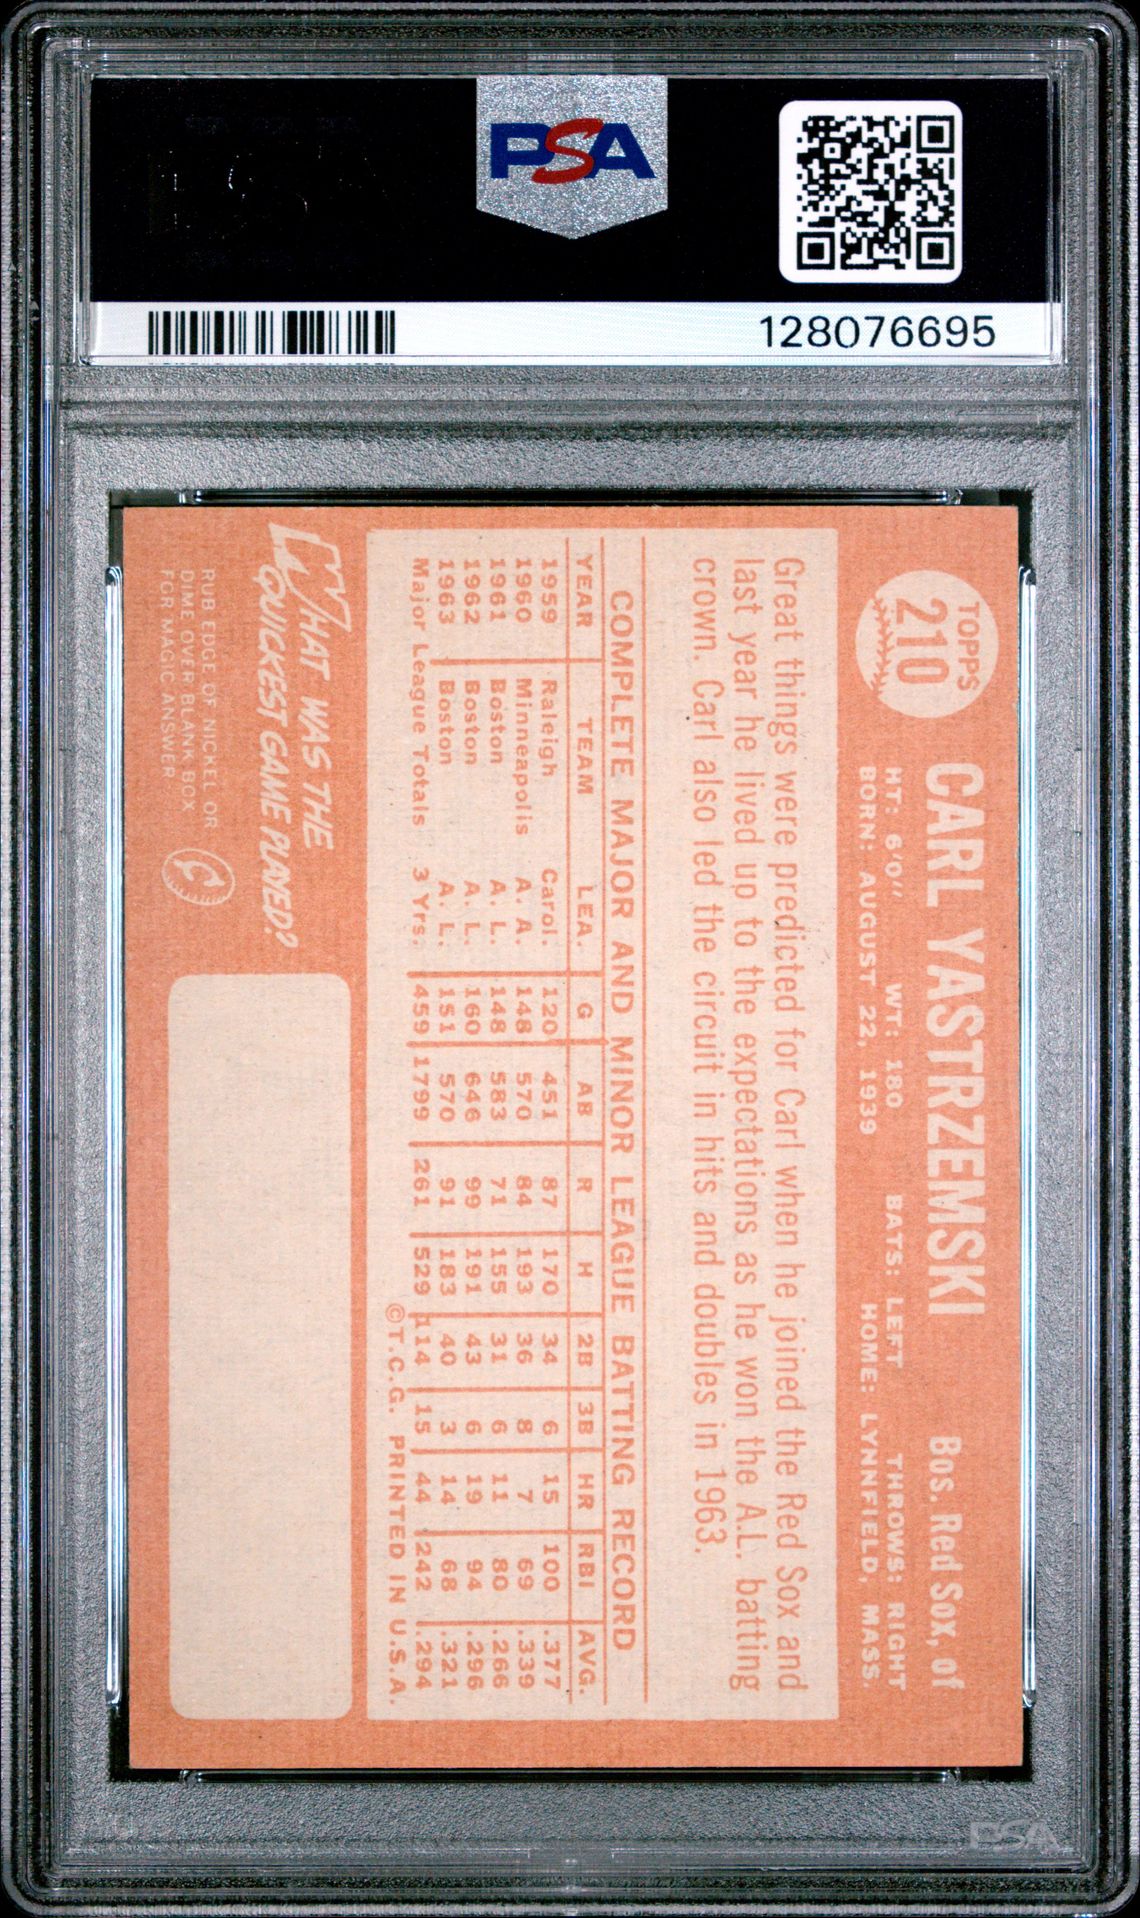 PSA
128076695
TOPPS
210
CARL YASTRZEMSKI Bos. Red Sox, of
HT: 6'0" WT: 180 BATS: LEFT THROWS: RIGHT
BORN: AUGUST 22, 1939 HOME: LYNNFIELD, MASS.
Great things were predicted for Carl when he joined the Red Sox and
last year he lived up to the expectations as he won the A.L. batting
crown. Carl also led the circuit in hits and doubles in 1963.
COMPLETE MAJOR AND MINOR LEAGUE BATTING RECORD
YEAR TEAM LEA. G AB R H 2B 3B HR RBI AVG.
1959 Raleigh Carol. 120 451 87 170 34 6 15 100 .377
1960 Minneapolis A. A. 148 570 84 193 36 8 7 69 .339
1961 Boston A. L. 148 583 71 155 31 6 11 80 .266
1962 Boston A. L. 160 646 99 191 43 6 19 94 .296
1963 Boston A. L. 151 570 91 183 40 3 14 68 .321
Major League Totals 3 Yrs. 459 1799 261 529 114 15 44 242 .294
©T.C.G. PRINTED IN U.S.A.
WHAT WAS THE
QUICKEST GAME PLAYED?
RUB EDGE OF NICKEL OR
DIME OVER BLANK BOX
FOR MAGIC ANSWER
PSA